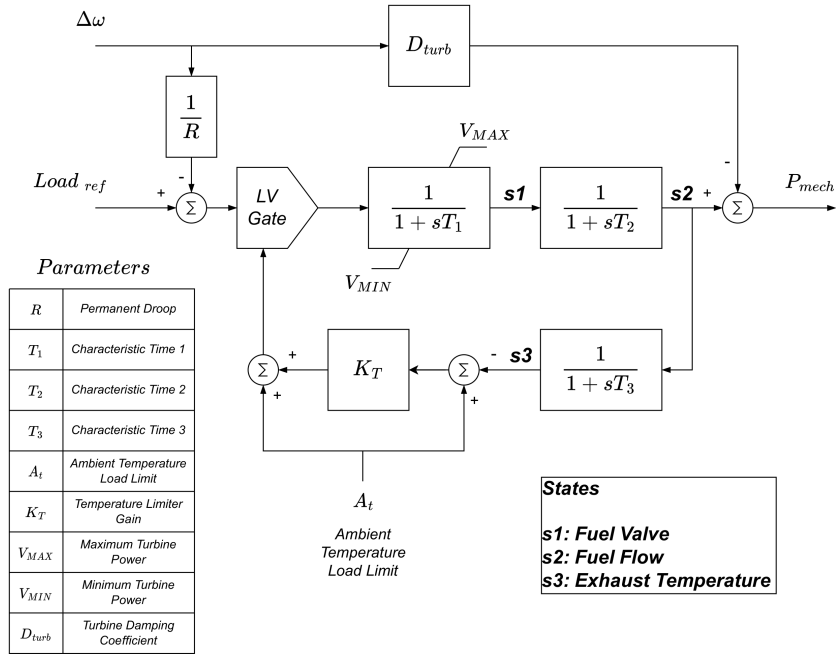 Δω
D_turb
1
R
V_MAX
Load ref
+
-
Σ
LV
Gate
1
1 + sT_1
s1
1
1 + sT_2
s2
+
-
Σ
P_mech
V_MIN
Parameters
R Permanent Droop
T_1 Characteristic Time 1
T_2 Characteristic Time 2
T_3 Characteristic Time 3
A_t Ambient Temperature
Load Limit
K_T Temperature Limiter
Gain
V_MAX Maximum Turbine
Power
V_MIN Minimum Turbine
Power
D_turb Turbine Damping
Coefficient
Σ
+
+
K_T
Σ
-
+
s3
1
1 + sT_3
A_t
Ambient
Temperature
Load Limit
States
s1: Fuel Valve
s2: Fuel Flow
s3: Exhaust Temperature